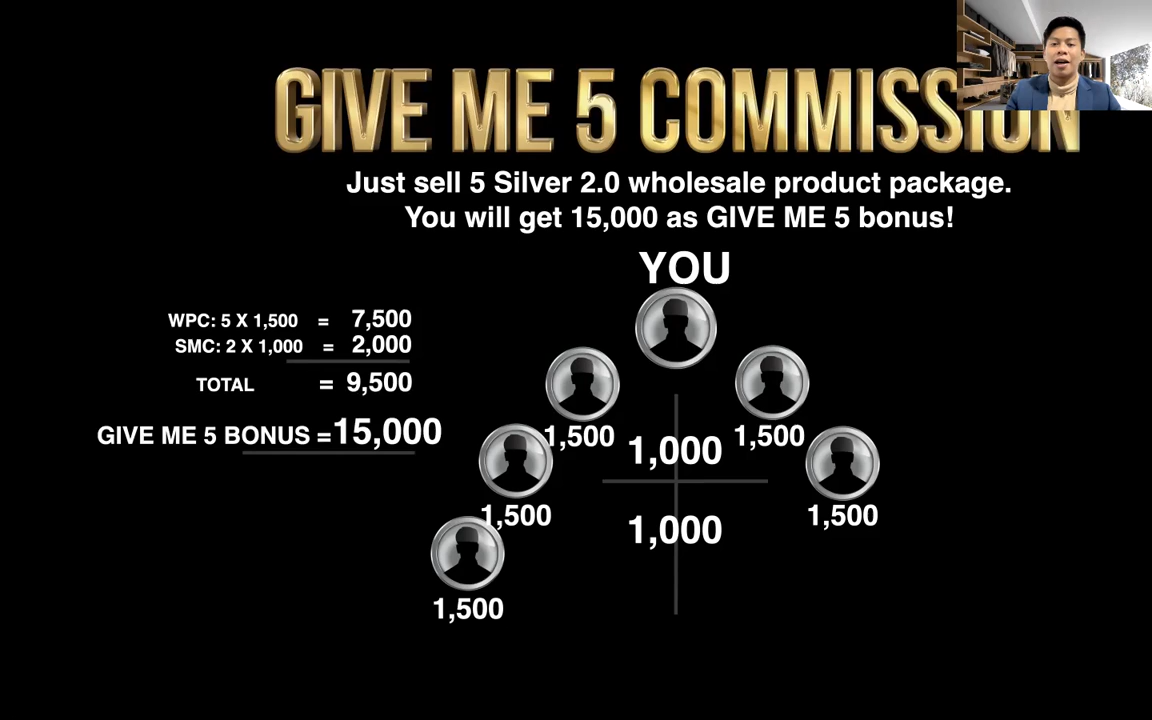 GIVE ME 5 COMMISSION
Just sell 5 Silver 2.0 wholesale product package.
You will get 15,000 as GIVE ME 5 bonus!
YOU
WPC: 5 X 1,500 = 7,500
SMC: 2 X 1,000 = 2,000
TOTAL = 9,500
GIVE ME 5 BONUS =15,000
1,500
1,000
1,500
1,500
1,500
1,000
1,500